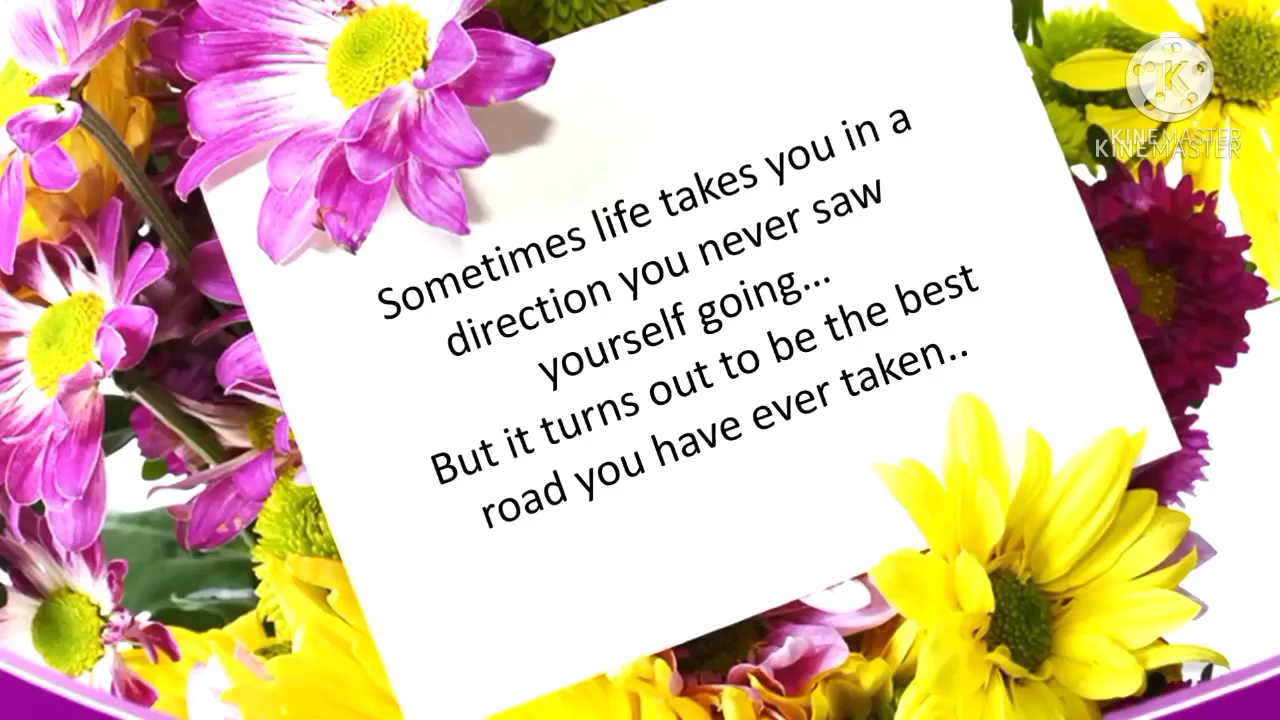 Sometimes life takes you in a
direction you never saw
yourself going...
But it turns out to be the best
road you have ever taken..
K
KINEMASTER
KINEMASTER